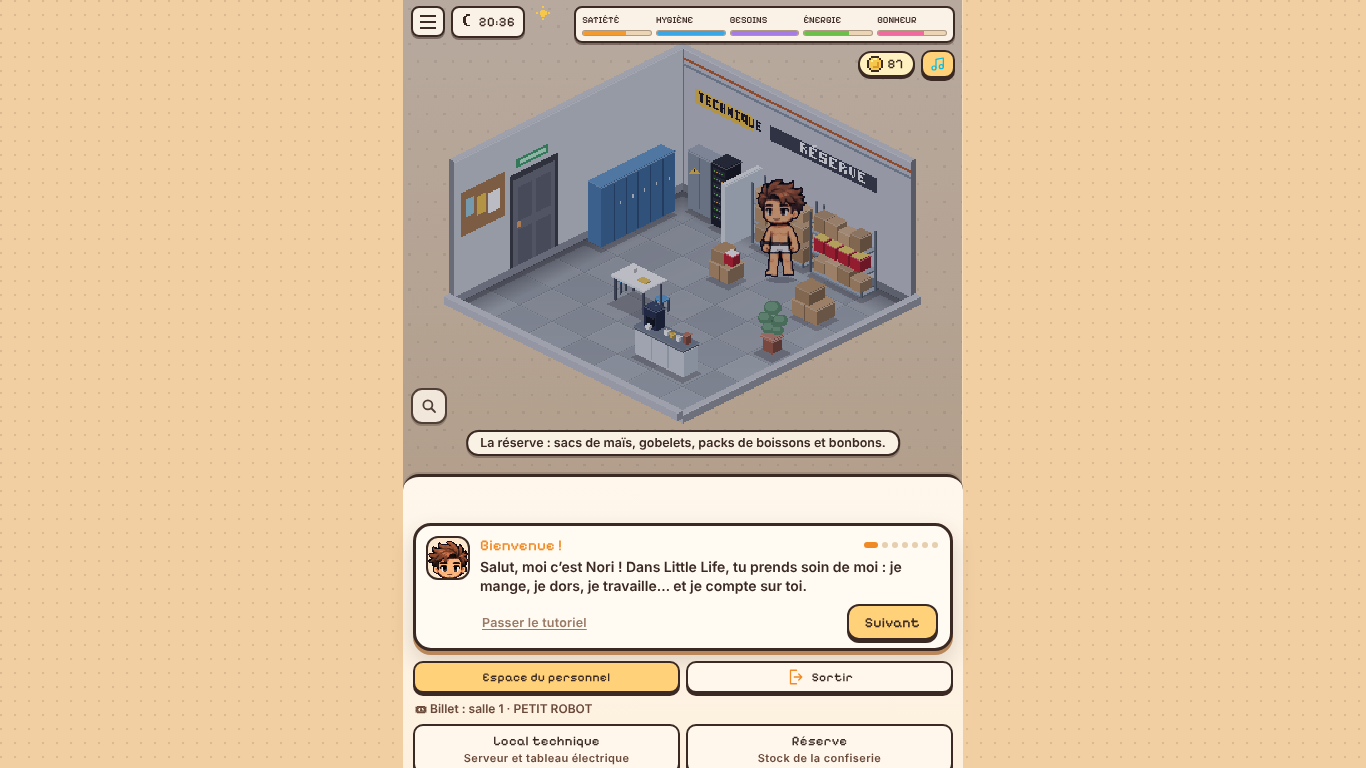 20:36
SATIÉTÉ
HYGIÈNE
BESOINS
ÉNERGIE
BONHEUR
87
TECHNIQUE
RÉSERVE
La réserve : sacs de maïs, gobelets, packs de boissons et bonbons.
Bienvenue !
Salut, moi c’est Nori ! Dans Little Life, tu prends soin de moi : je
mange, je dors, je travaille… et je compte sur toi.
Passer le tutoriel
Suivant
Espace du personnel
Sortir
Billet : salle 1 · PETIT ROBOT
Local technique
Serveur et tableau électrique
Réserve
Stock de la confiserie